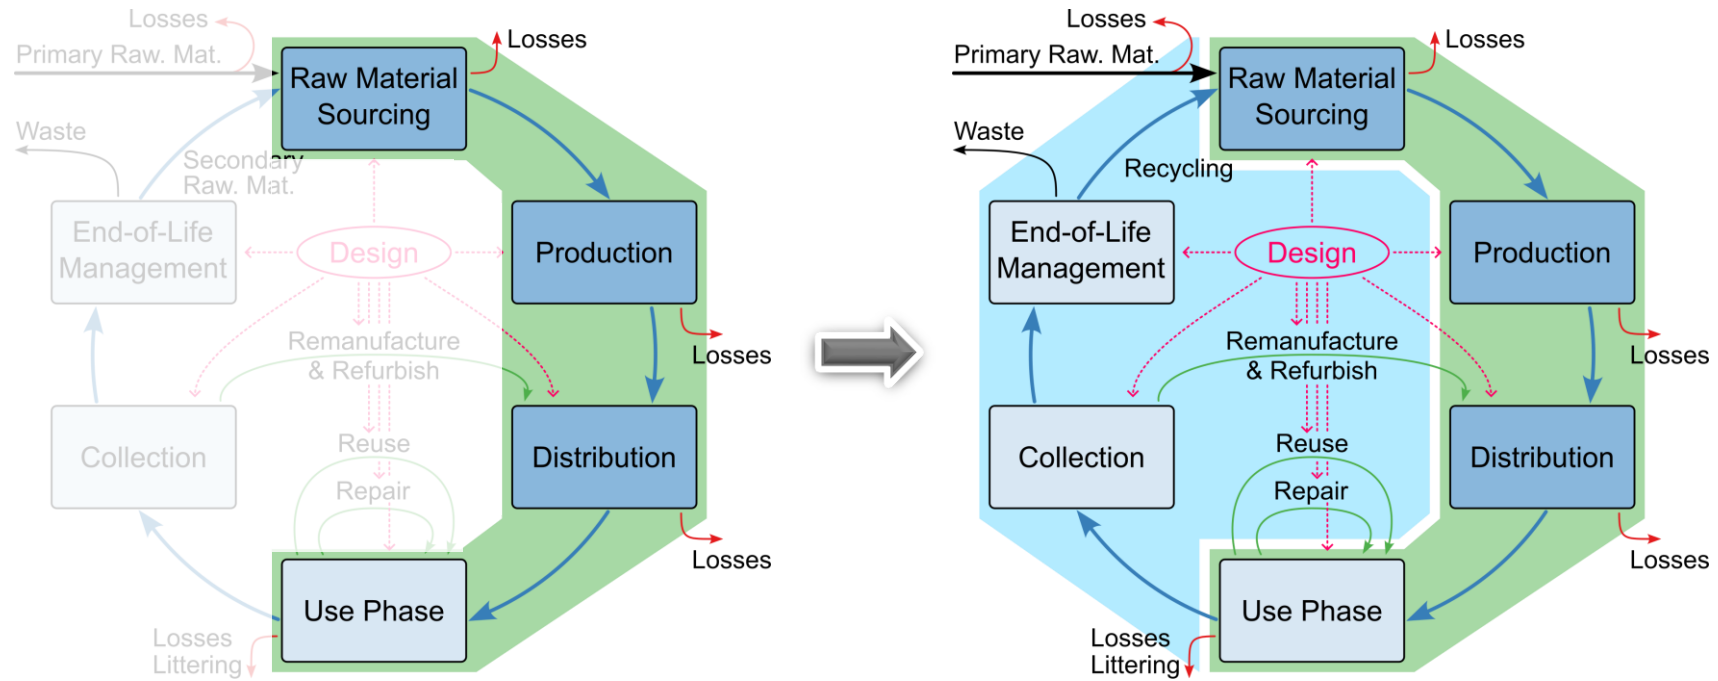 Losses
Primary Raw. Mat.
Losses
Raw Material
Sourcing
Waste
Secondary
Raw. Mat.
End-of-Life
Management
Design
Production
Remanufacture
& Refurbish
Losses
Collection
Reuse
Distribution
Repair
Losses
Use Phase
Losses
Littering
Losses
Primary Raw. Mat.
Losses
Raw Material
Sourcing
Waste
Recycling
End-of-Life
Management
Design
Production
Remanufacture
& Refurbish
Losses
Collection
Reuse
Distribution
Repair
Losses
Use Phase
Losses
Littering